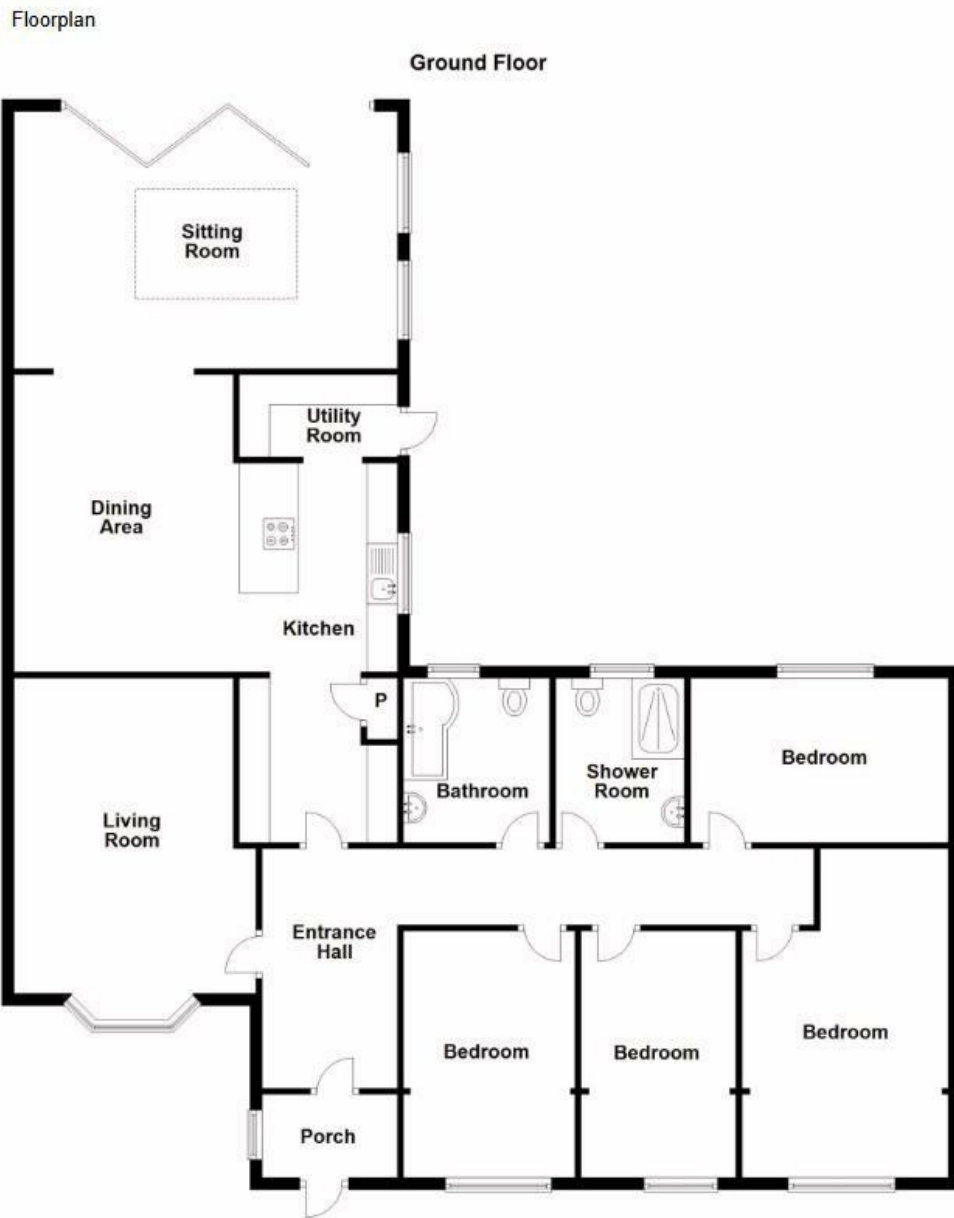 Floorplan
Ground Floor
Sitting
Room
Utility
Room
Dining
Area
Kitchen
P
Bedroom
Shower
Room
Bathroom
Living
Room
Entrance
Hall
Bedroom
Bedroom
Bedroom
Porch